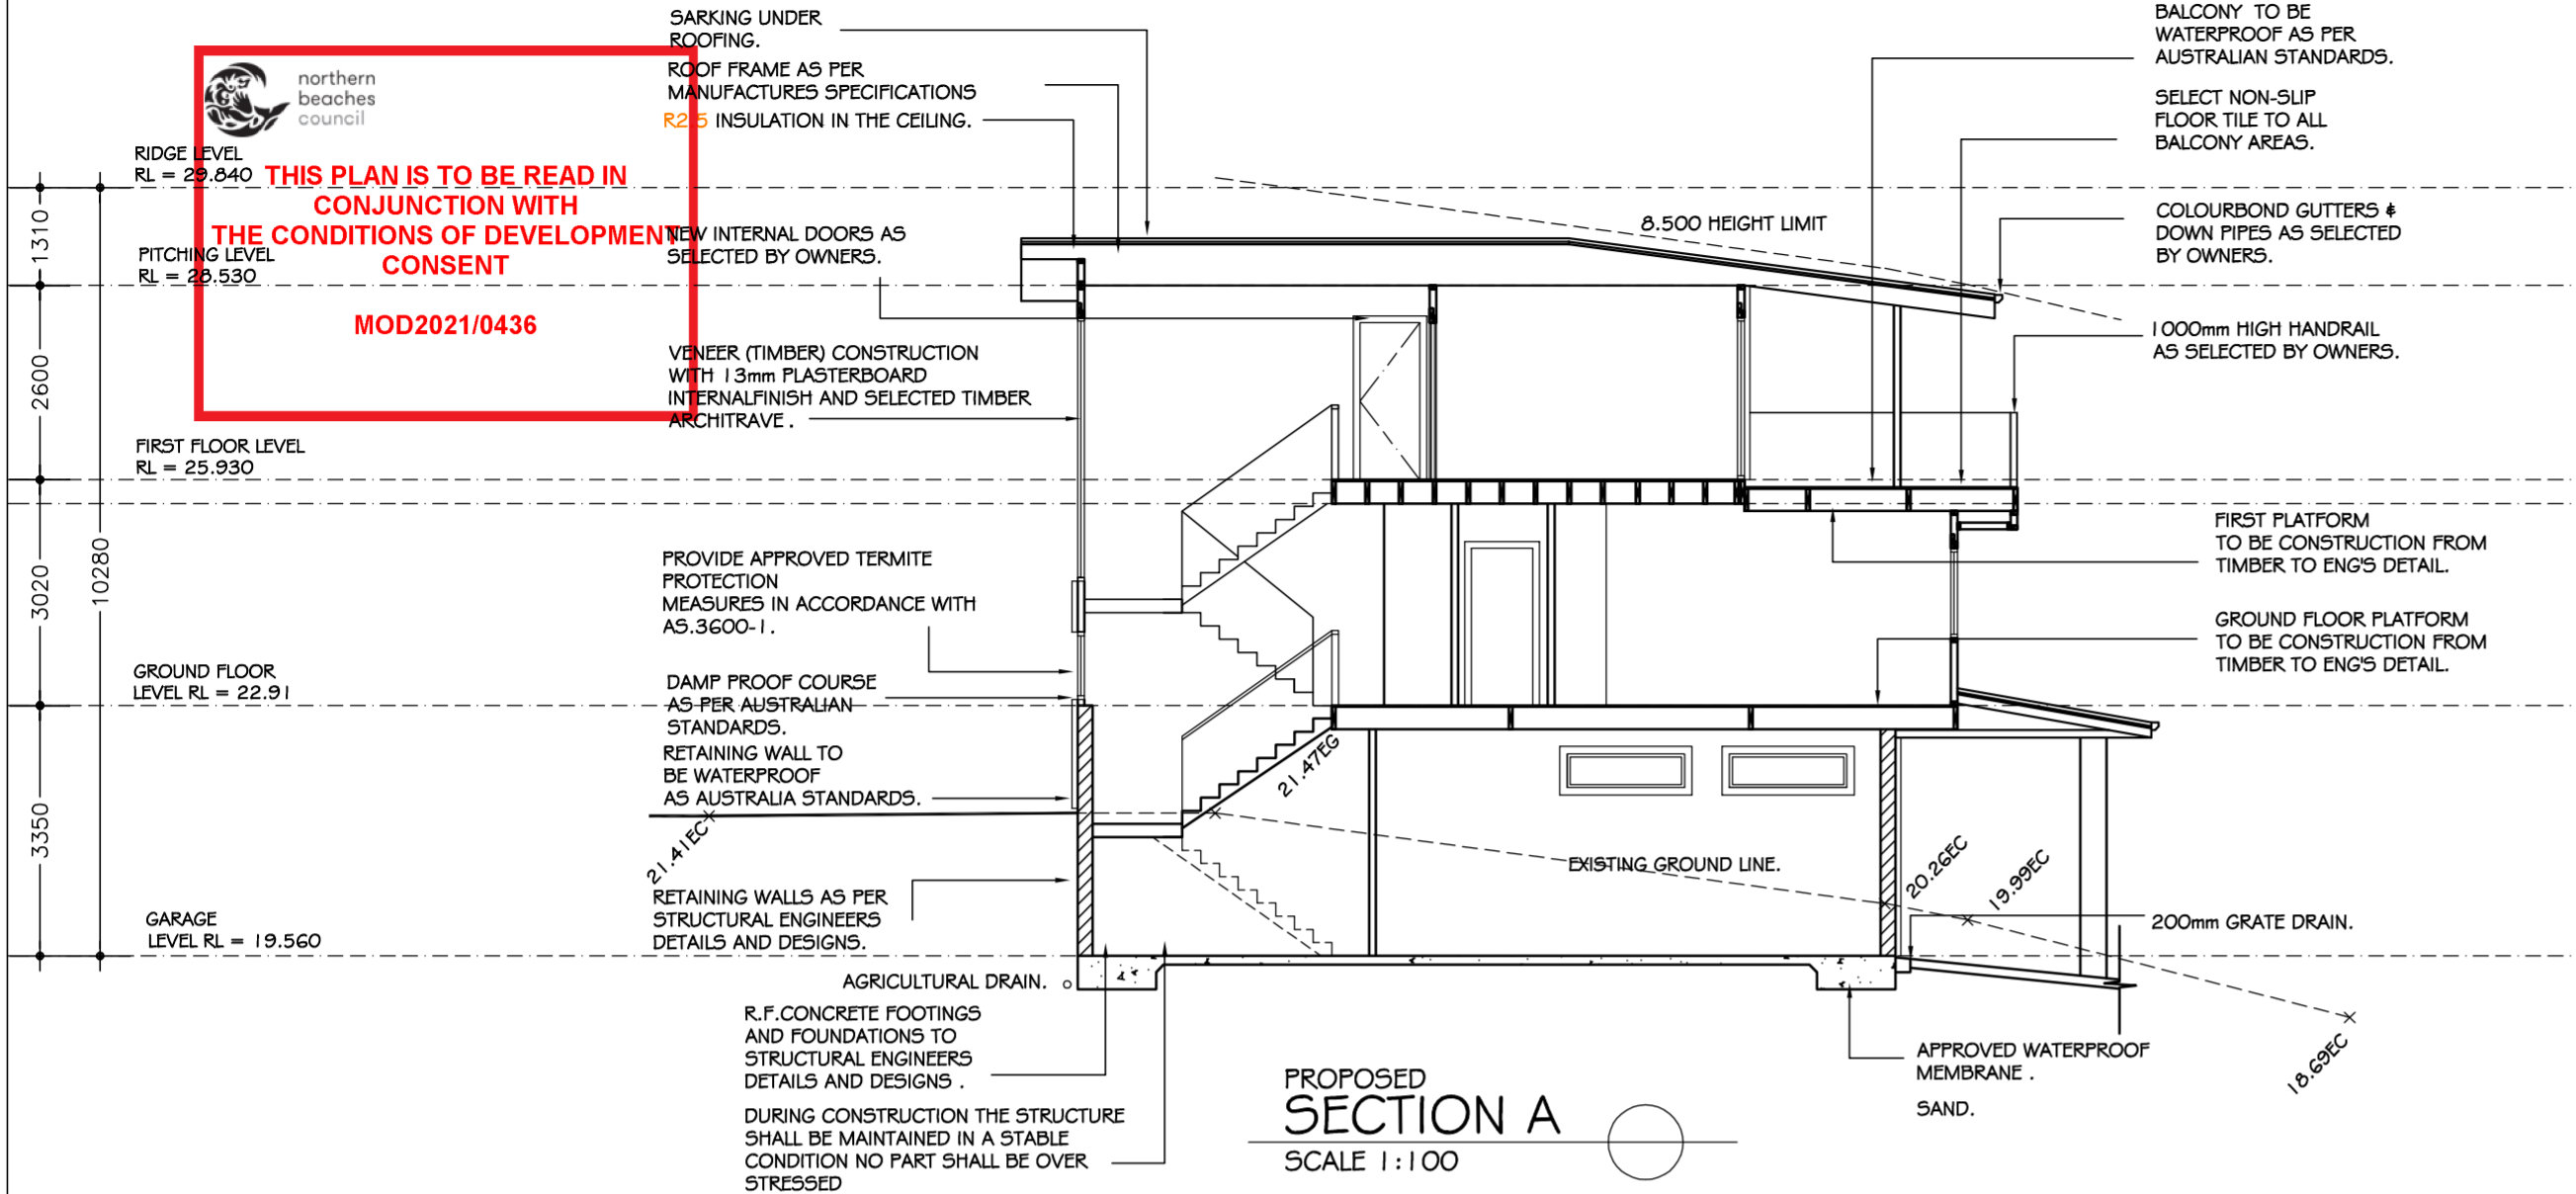 northern
beaches
council
THIS PLAN IS TO BE READ IN
CONJUNCTION WITH
THE CONDITIONS OF DEVELOPMENT
CONSENT
MOD2021/0436
RIDGE LEVEL
RL = 29.840
PITCHING LEVEL
RL = 28.530
FIRST FLOOR LEVEL
RL = 25.930
GROUND FLOOR
LEVEL RL = 22.91
GARAGE
LEVEL RL = 19.560
1310
2600
3020
3350
10280
SARKING UNDER
ROOFING.
ROOF FRAME AS PER
MANUFACTURES SPECIFICATIONS
R2.5 INSULATION IN THE CEILING.
NEW INTERNAL DOORS AS
SELECTED BY OWNERS.
VENEER (TIMBER) CONSTRUCTION
WITH 13mm PLASTERBOARD
INTERNALFINISH AND SELECTED TIMBER
ARCHITRAVE .
PROVIDE APPROVED TERMITE
PROTECTION
MEASURES IN ACCORDANCE WITH
AS.3600-1.
DAMP PROOF COURSE
AS PER AUSTRALIAN
STANDARDS.
RETAINING WALL TO
BE WATERPROOF
AS AUSTRALIA STANDARDS.
21.41EC
RETAINING WALLS AS PER
STRUCTURAL ENGINEERS
DETAILS AND DESIGNS.
AGRICULTURAL DRAIN.
R.F.CONCRETE FOOTINGS
AND FOUNDATIONS TO
STRUCTURAL ENGINEERS
DETAILS AND DESIGNS .
DURING CONSTRUCTION THE STRUCTURE
SHALL BE MAINTAINED IN A STABLE
CONDITION NO PART SHALL BE OVER
STRESSED
8.500 HEIGHT LIMIT
21.47EG
EXISTING GROUND LINE.
20.26EC
19.99EC
18.69EC
BALCONY TO BE
WATERPROOF AS PER
AUSTRALIAN STANDARDS.
SELECT NON-SLIP
FLOOR TILE TO ALL
BALCONY AREAS.
COLOURBOND GUTTERS &
DOWN PIPES AS SELECTED
BY OWNERS.
1000mm HIGH HANDRAIL
AS SELECTED BY OWNERS.
FIRST PLATFORM
TO BE CONSTRUCTION FROM
TIMBER TO ENG'S DETAIL.
GROUND FLOOR PLATFORM
TO BE CONSTRUCTION FROM
TIMBER TO ENG'S DETAIL.
200mm GRATE DRAIN.
APPROVED WATERPROOF
MEMBRANE .
SAND.
PROPOSED
SECTION A
SCALE 1:100